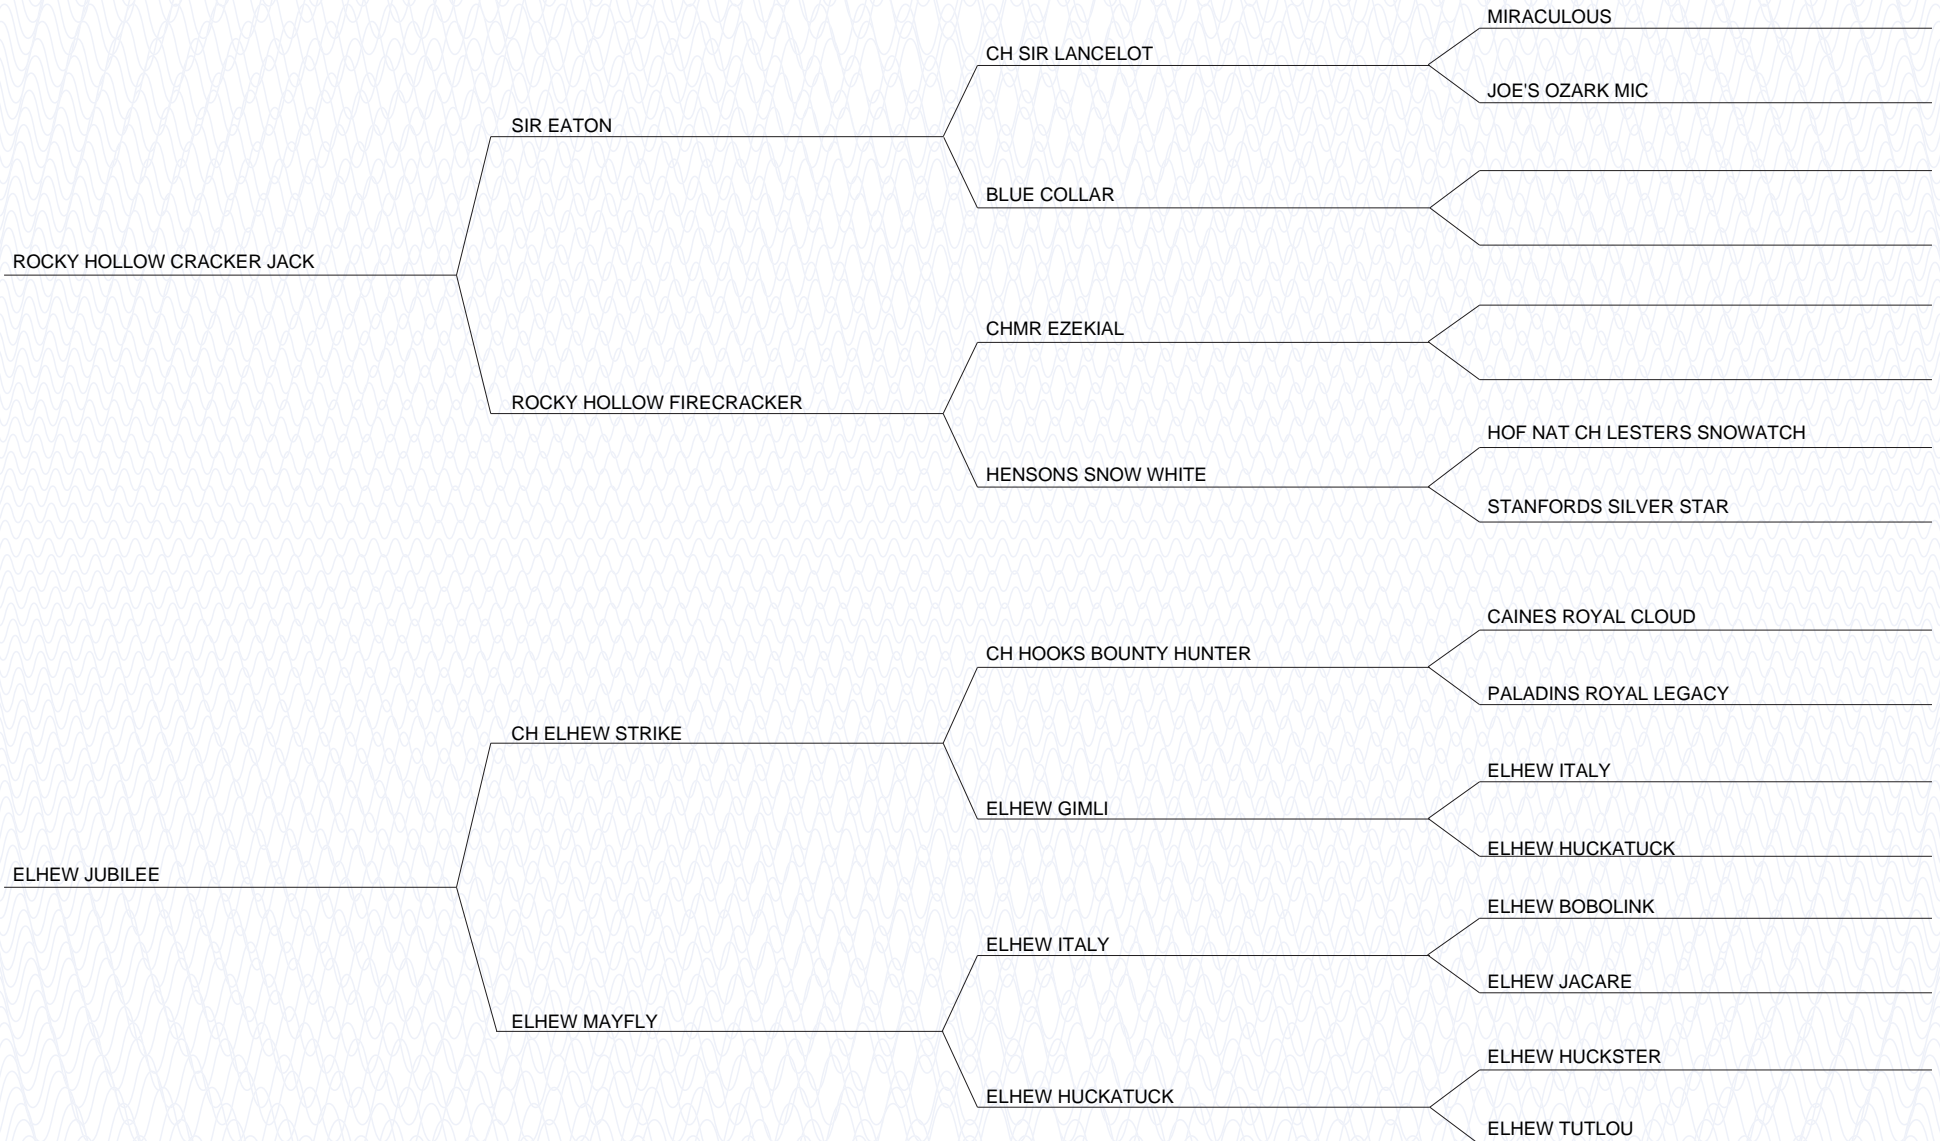 MIRACULOUS
CH SIR LANCELOT
JOE'S OZARK MIC
SIR EATON
BLUE COLLAR
ROCKY HOLLOW CRACKER JACK
CHMR EZEKIAL
ROCKY HOLLOW FIRECRACKER
HOF NAT CH LESTERS SNOWATCH
HENSONS SNOW WHITE
STANFORDS SILVER STAR
CAINES ROYAL CLOUD
CH HOOKS BOUNTY HUNTER
PALADINS ROYAL LEGACY
CH ELHEW STRIKE
ELHEW ITALY
ELHEW GIMLI
ELHEW HUCKATUCK
ELHEW JUBILEE
ELHEW BOBOLINK
ELHEW ITALY
ELHEW JACARE
ELHEW MAYFLY
ELHEW HUCKSTER
ELHEW HUCKATUCK
ELHEW TUTLOU